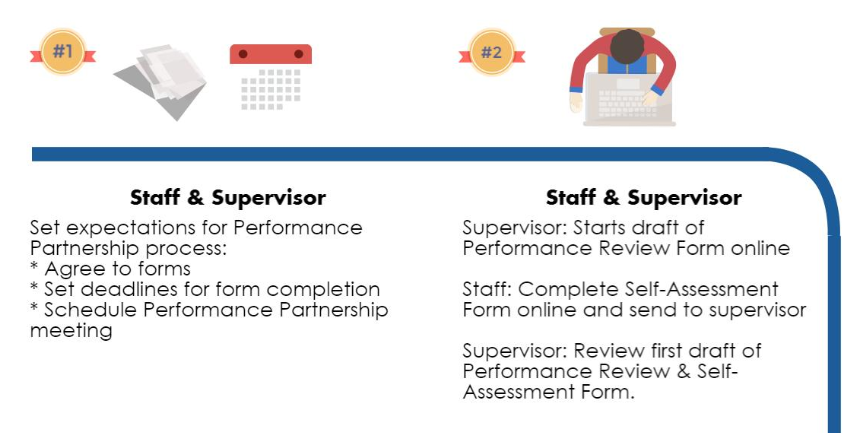 #1
#2
Staff & Supervisor
Set expectations for Performance
Partnership process:
* Agree to forms
* Set deadlines for form completion
* Schedule Performance Partnership
meeting
Staff & Supervisor
Supervisor: Starts draft of
Performance Review Form online
Staff: Complete Self-Assessment
Form online and send to supervisor
Supervisor: Review first draft of
Performance Review & Self-
Assessment Form.